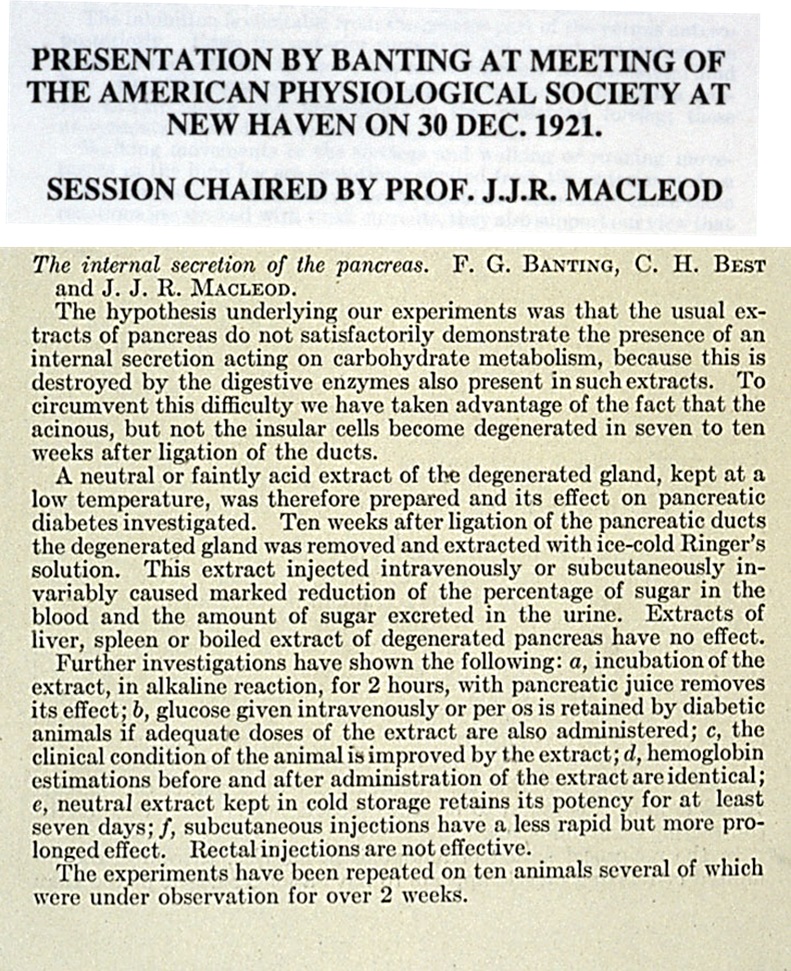 PRESENTATION BY BANTING AT MEETING OF
THE AMERICAN PHYSIOLOGICAL SOCIETY AT
NEW HAVEN ON 30 DEC. 1921.
SESSION CHAIRED BY PROF. J.J.R. MACLEOD
The internal secretion of the pancreas. F. G. BANTING, C. H. BEST
and J. J. R. MACLEOD.
The hypothesis underlying our experiments was that the usual ex-
tracts of pancreas do not satisfactorily demonstrate the presence of an
internal secretion acting on carbohydrate metabolism, because this is
destroyed by the digestive enzymes also present in such extracts. To
circumvent this difficulty we have taken advantage of the fact that the
acinous, but not the insular cells become degenerated in seven to ten
weeks after ligation of the ducts.
A neutral or faintly acid extract of the degenerated gland, kept at a
low temperature, was therefore prepared and its effect on pancreatic
diabetes investigated. Ten weeks after ligation of the pancreatic ducts
the degenerated gland was removed and extracted with ice-cold Ringer's
solution. This extract injected intravenously or subcutaneously in-
variably caused marked reduction of the percentage of sugar in the
blood and the amount of sugar excreted in the urine. Extracts of
liver, spleen or boiled extract of degenerated pancreas have no effect.
Further investigations have shown the following: a, incubation of the
extract, in alkaline reaction, for 2 hours, with pancreatic juice removes
its effect; b, glucose given intravenously or per os is retained by diabetic
animals if adequate doses of the extract are also administered; c, the
clinical condition of the animal is improved by the extract; d, hemoglobin
estimations before and after administration of the extract are identical;
e, neutral extract kept in cold storage retains its potency for at least
seven days; f, subcutaneous injections have a less rapid but more pro-
longed effect. Rectal injections are not effective.
The experiments have been repeated on ten animals several of which
were under observation for over 2 weeks.